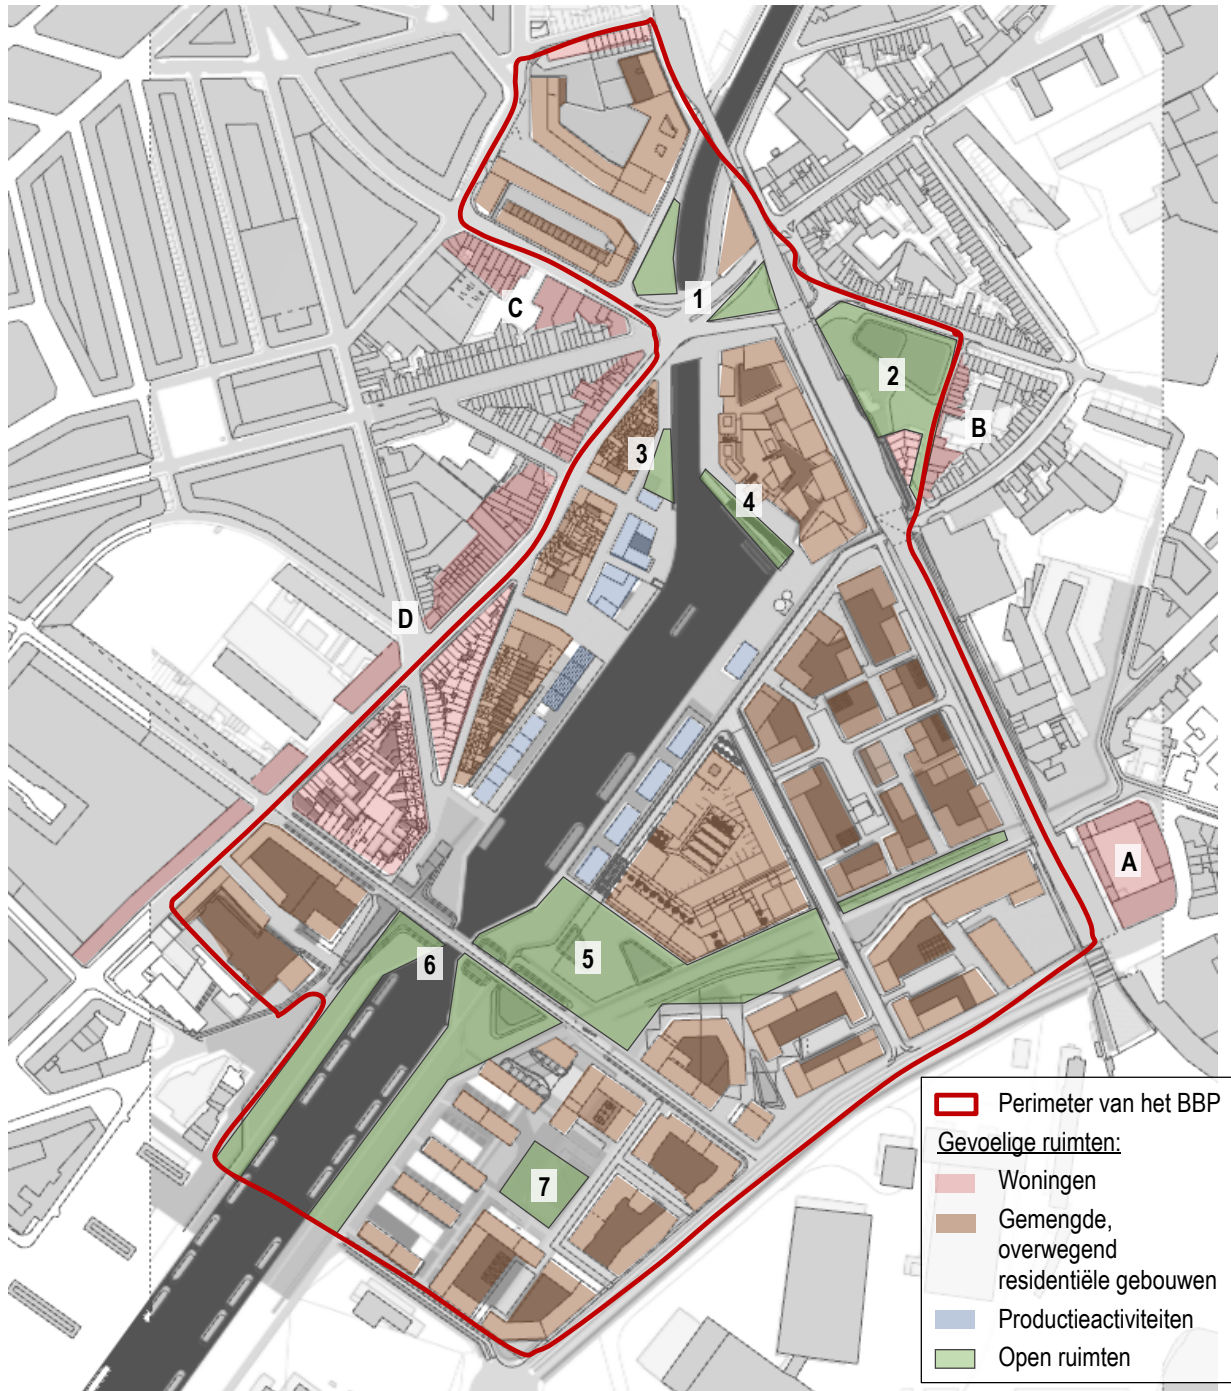 1
2
C
B
3
4
D
A
5
6
7
Perimeter van het BBP
Gevoelige ruimten:
Woningen
Gemengde,
overwegend
residentiële gebouwen
Productieactiviteiten
Open ruimten